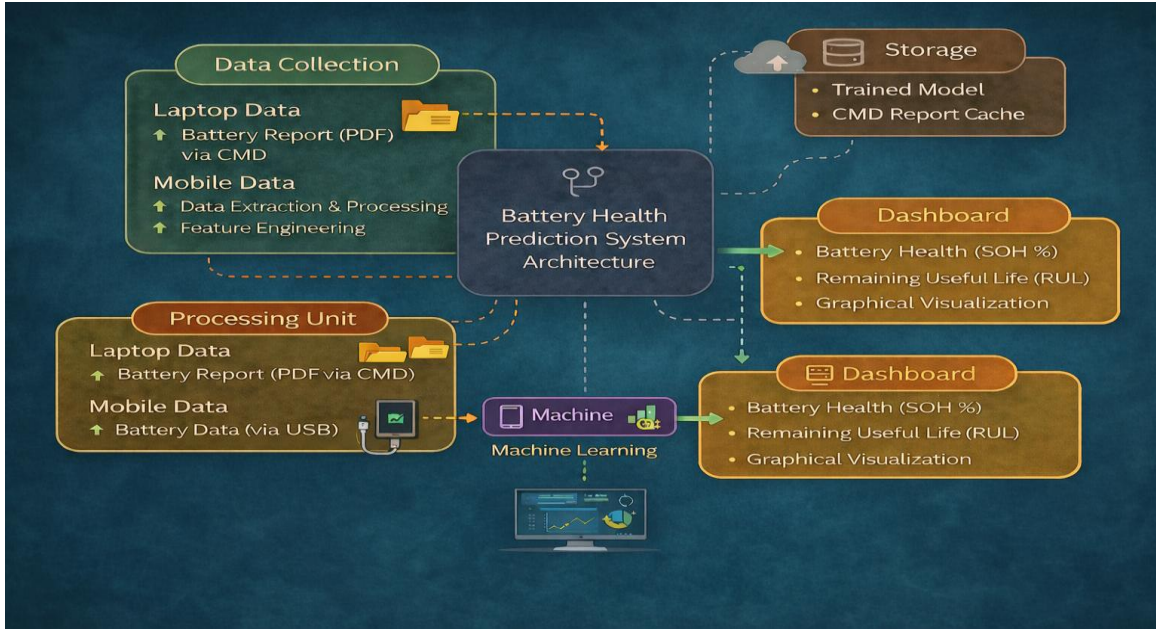 Data Collection
Laptop Data
Battery Report (PDF)
via CMD
Mobile Data
Data Extraction & Processing
Feature Engineering
Storage
• Trained Model
• CMD Report Cache
Battery Health
Prediction System
Architecture
Dashboard
• Battery Health (SOH %)
• Remaining Useful Life (RUL)
• Graphical Visualization
Processing Unit
Laptop Data
Battery Report (PDF via CMD)
Mobile Data
Battery Data (via USB)
Machine
Machine Learning
Dashboard
• Battery Health (SOH %)
• Remaining Useful Life (RUL)
• Graphical Visualization